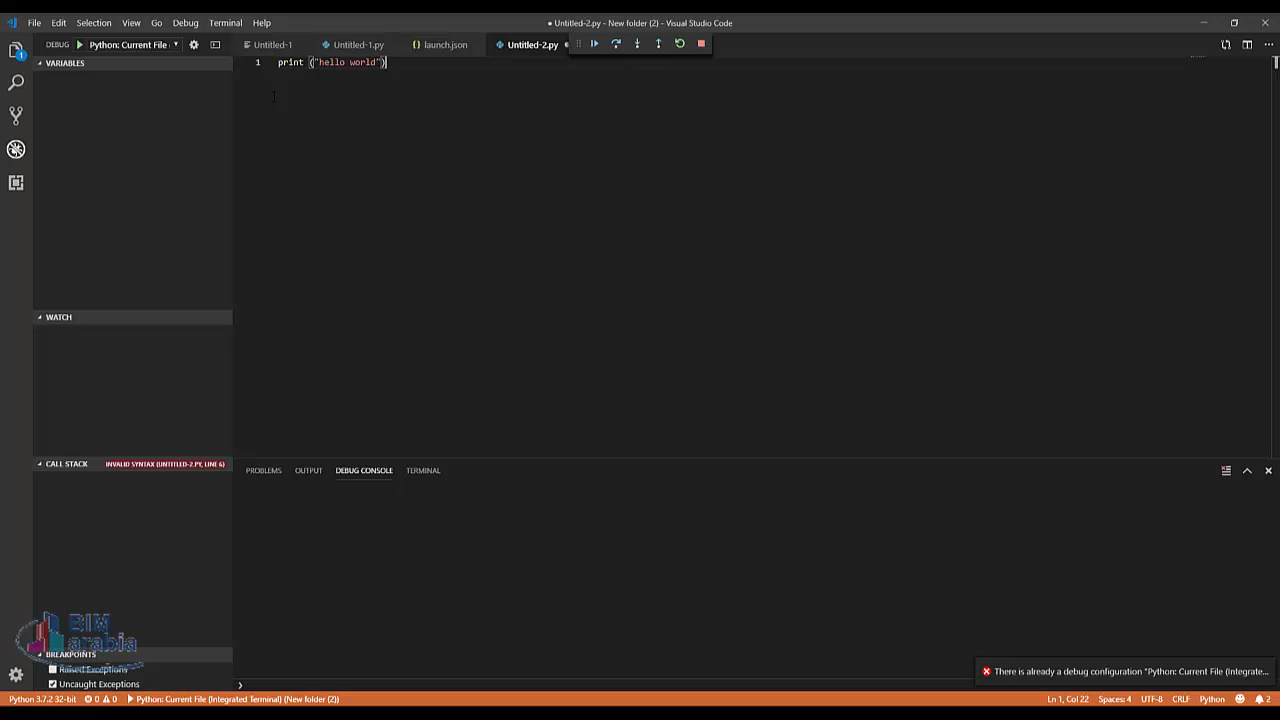 File Edit Selection View Go Debug Terminal Help
● Untitled-2.py - New folder (2) - Visual Studio Code
DEBUG Python: Current File
Untitled-1 Untitled-1.py {} launch.json Untitled-2.py
VARIABLES
1 print ("hello world")
WATCH
CALL STACK INVALID SYNTAX (UNTITLED-2.PY, LINE 6)
PROBLEMS OUTPUT DEBUG CONSOLE TERMINAL
BIM arabia
BREAKPOINTS
Raised Exceptions
Uncaught Exceptions
There is already a debug configuration "Python: Current File (Integrate...
Python 3.7.2 32-bit 0 0 Python: Current File (Integrated Terminal) (New folder (2))
Ln 1, Col 22 Spaces: 4 UTF-8 CRLF Python 2
1